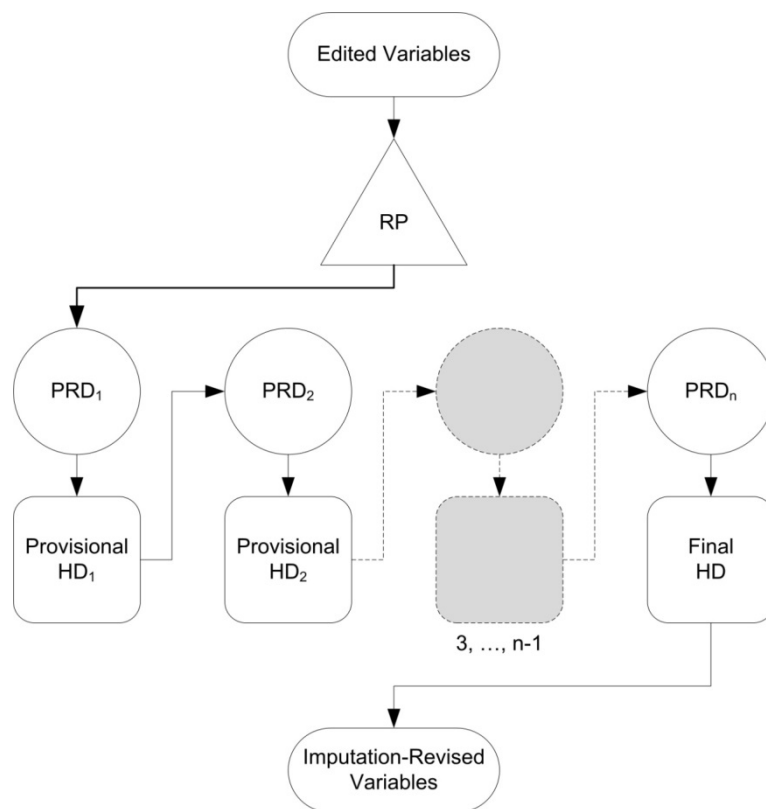 Edited Variables
RP
PRD₁
PRD₂
PRDₙ
Provisional
HD₁
Provisional
HD₂
Final
HD
3, …, n-1
Imputation-Revised
Variables